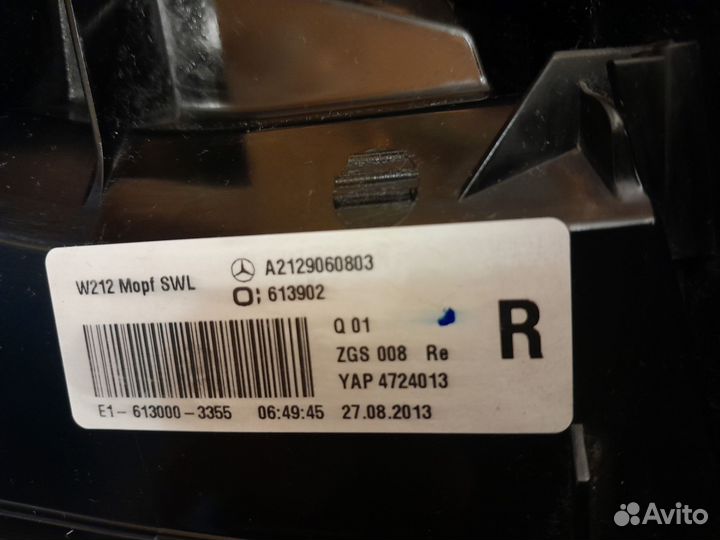 W212 Mopf SWL
A2129060803
O; 613902
Q 01
ZGS 008 Re
YAP 4724013
R
E1- 613000- 3355 06:49:45 27.08.2013
Avito